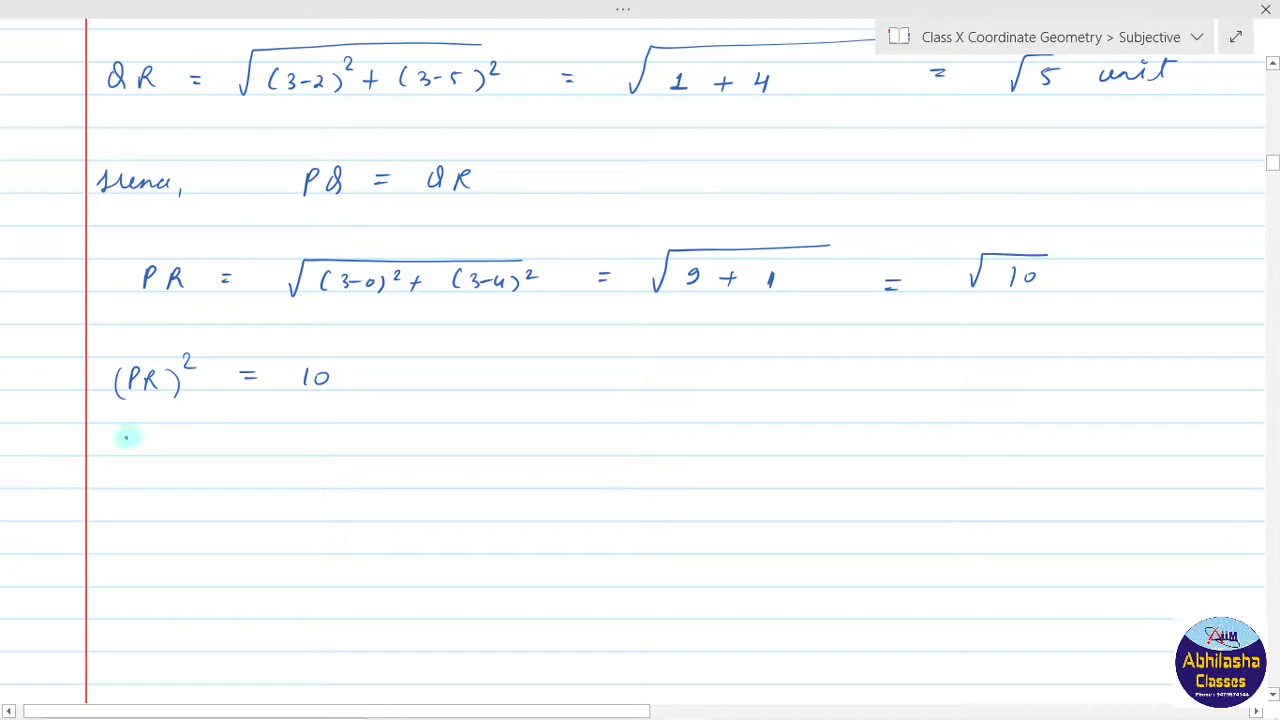 Class X Coordinate Geometry > Subjective
QR = √(3-2)² + (3-5)² = √1 + 4 = √5 unit
Hence, PQ = QR
PR = √(3-0)² + (3-4)² = √9 + 1 = √10
(PR)² = 10
AIM
Abhilasha
Classes